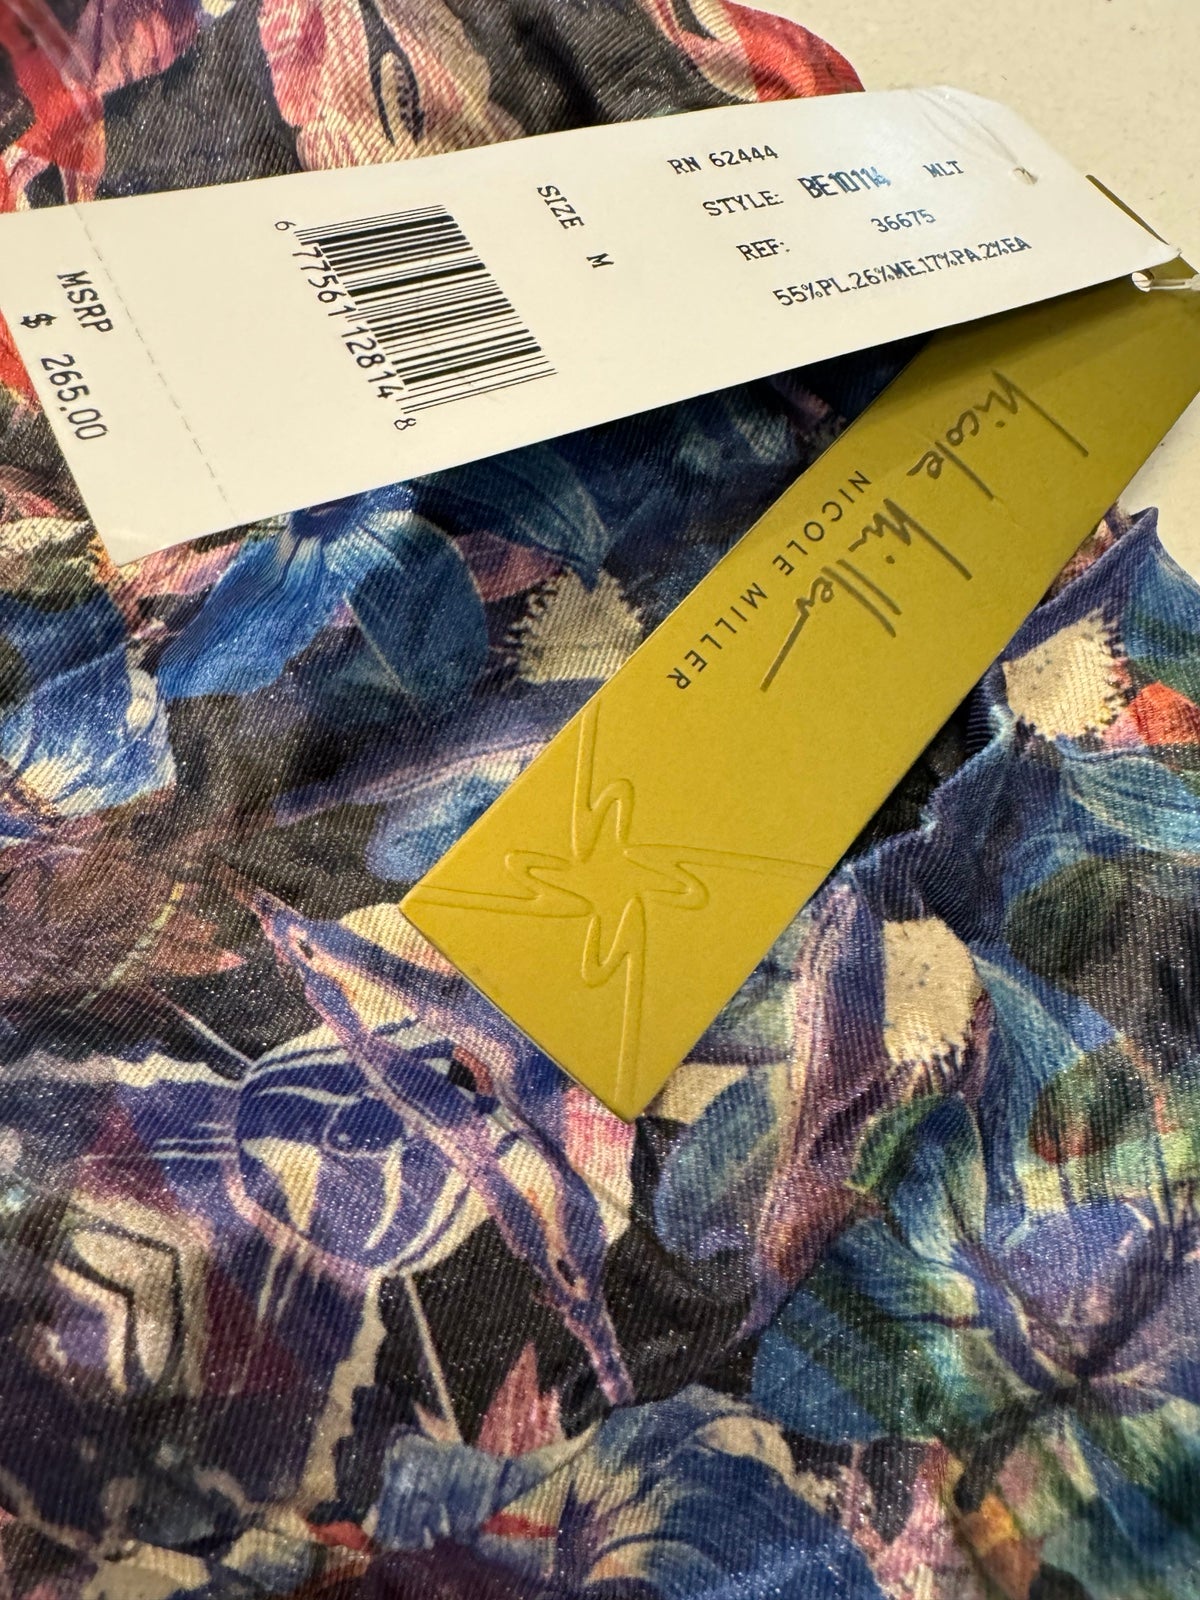 RN 62444
STYLE: BE10114 MLT
REF: 36675
55%PL.26%ME.17%PA.2%EA
SIZE M
6 77561 12814 8
MSRP
$ 265.00
Nicole Miller
NICOLE MILLER